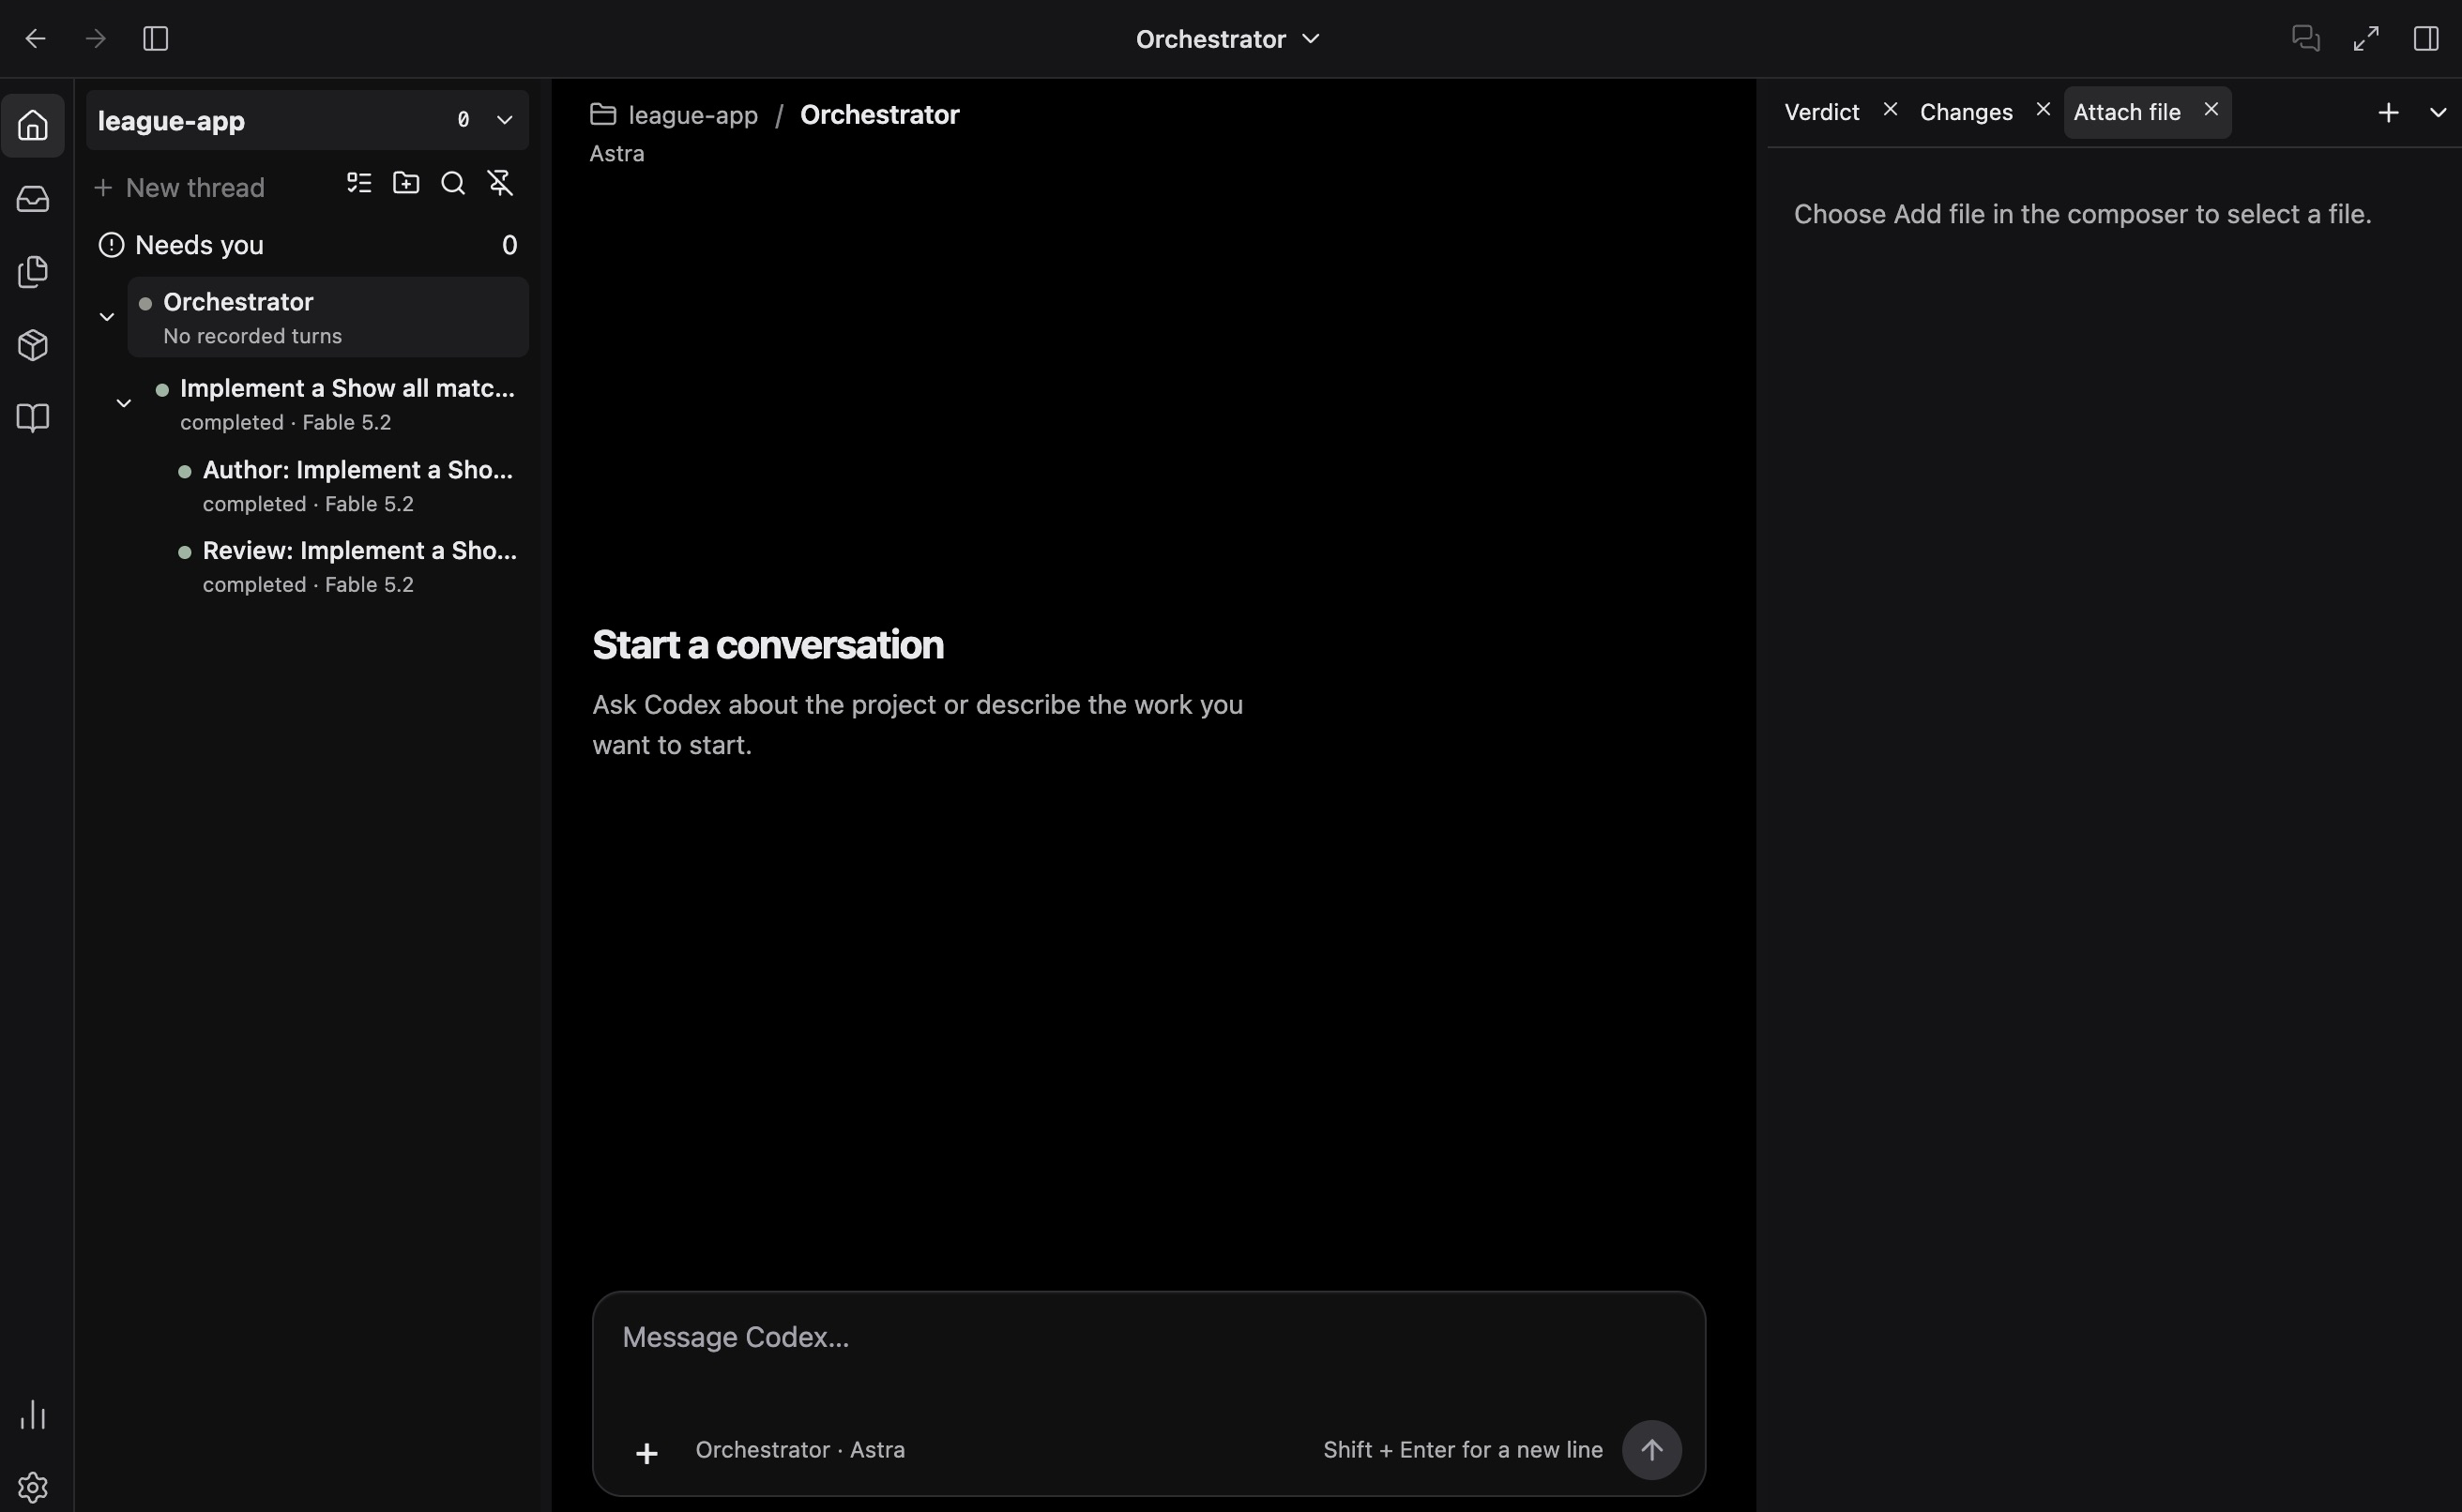 Orchestrator
league-app 0
New thread
Needs you 0
Orchestrator
No recorded turns
Implement a Show all matc...
completed · Fable 5.2
Author: Implement a Sho...
completed · Fable 5.2
Review: Implement a Sho...
completed · Fable 5.2
league-app / Orchestrator
Astra
Start a conversation
Ask Codex about the project or describe the work you
want to start.
Message Codex...
Orchestrator · Astra
Shift + Enter for a new line
Verdict Changes Attach file
Choose Add file in the composer to select a file.